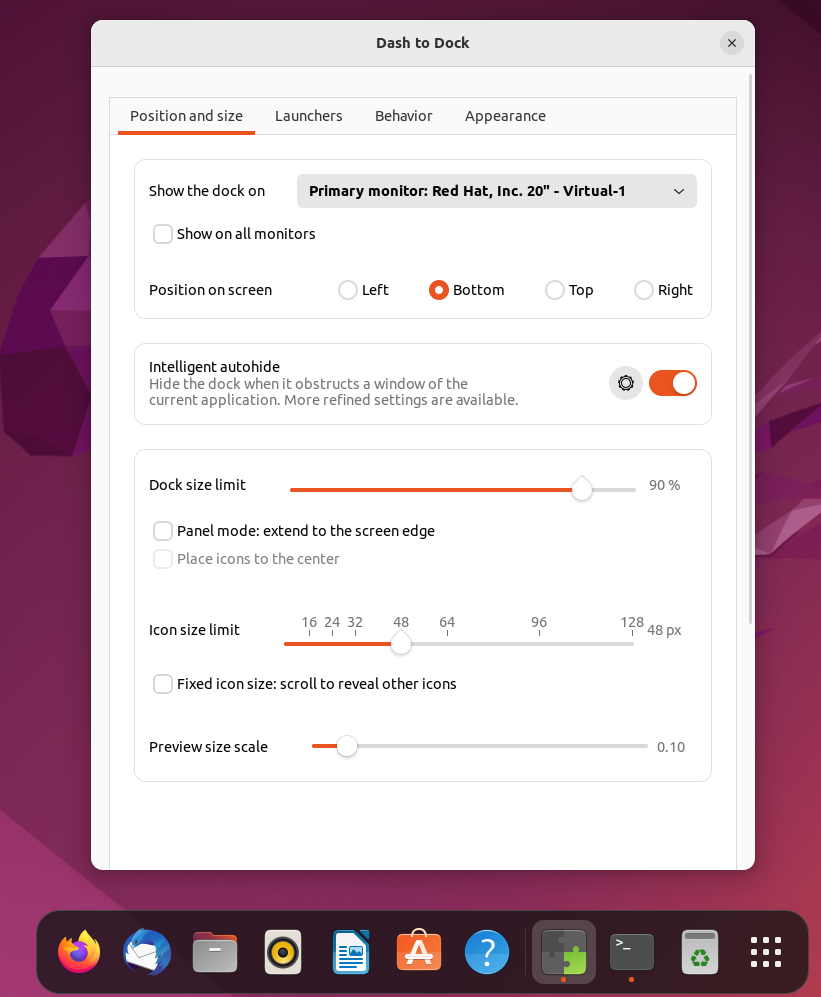 Dash to Dock
Position and size Launchers Behavior Appearance
Show the dock on Primary monitor: Red Hat, Inc. 20" - Virtual-1
Show on all monitors
Position on screen Left Bottom Top Right
Intelligent autohide
Hide the dock when it obstructs a window of the
current application. More refined settings are available.
Dock size limit 90 %
Panel mode: extend to the screen edge
Place icons to the center
16 24 32 48 64 96 128
Icon size limit 48 px
Fixed icon size: scroll to reveal other icons
Preview size scale 0.10
A ? >_